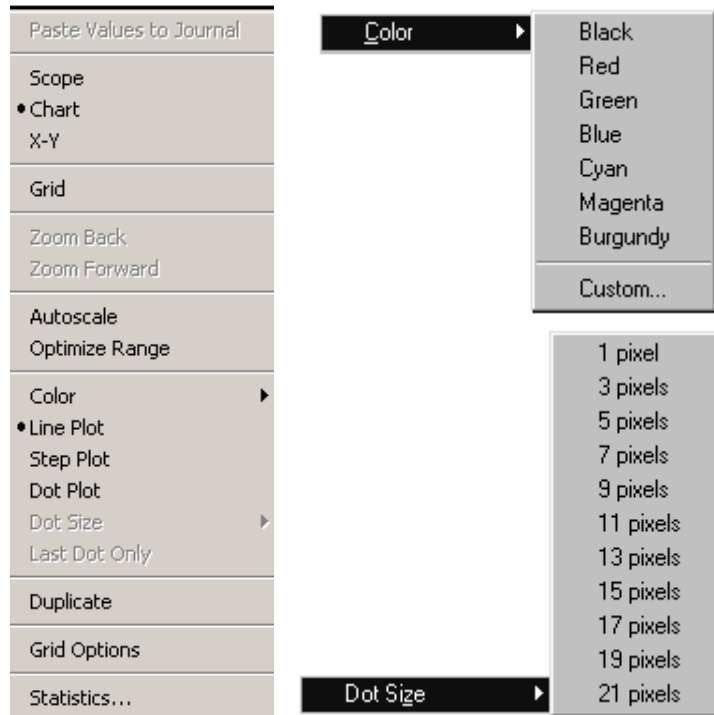 Paste Values to Journal
Scope
Chart
X-Y
Grid
Zoom Back
Zoom Forward
Autoscale
Optimize Range
Color
Line Plot
Step Plot
Dot Plot
Dot Size
Last Dot Only
Duplicate
Grid Options
Statistics...
Color
Black
Red
Green
Blue
Cyan
Magenta
Burgundy
Custom...
Dot Size
1 pixel
3 pixels
5 pixels
7 pixels
9 pixels
11 pixels
13 pixels
15 pixels
17 pixels
19 pixels
21 pixels